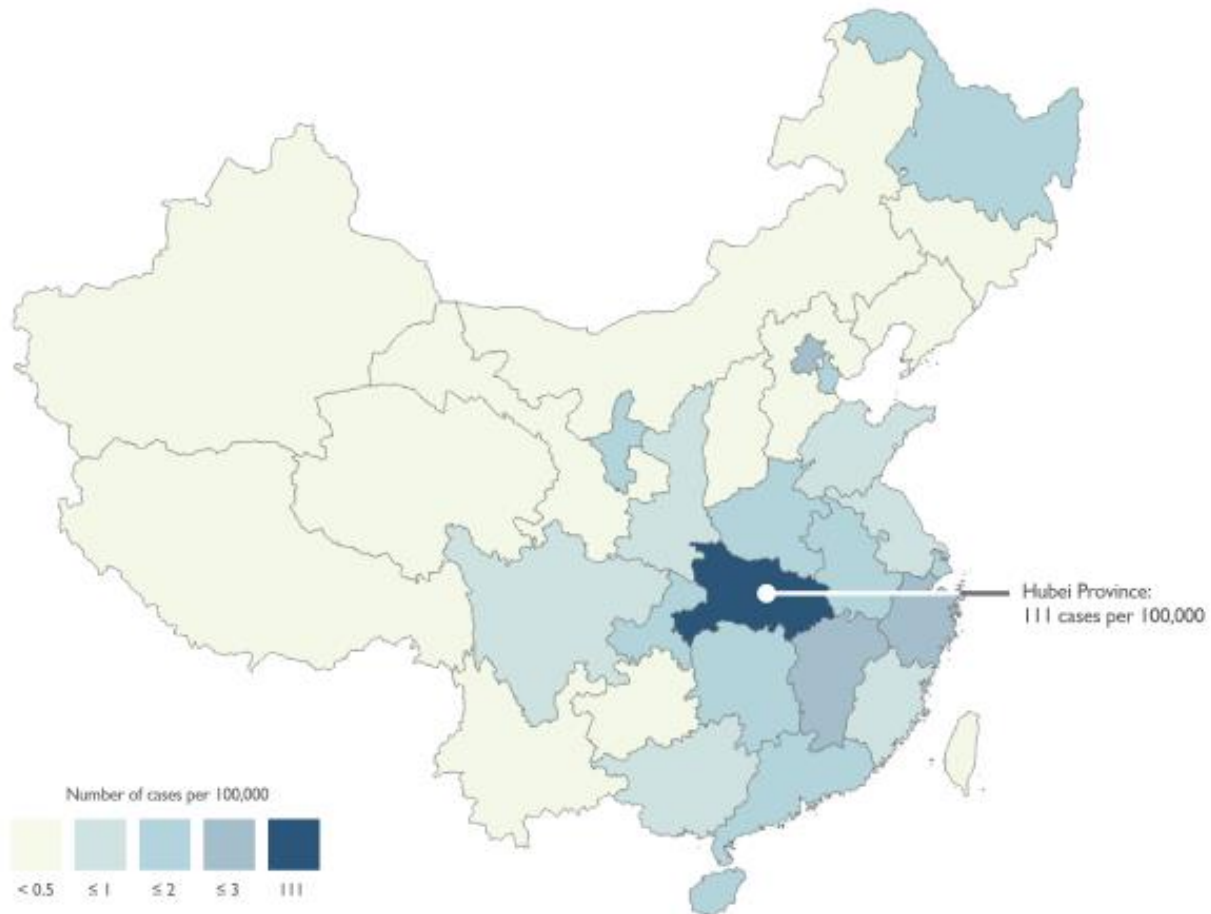 Hubei Province:
111 cases per 100,000
Number of cases per 100,000
< 0.5 ≤ 1 ≤ 2 ≤ 3 111